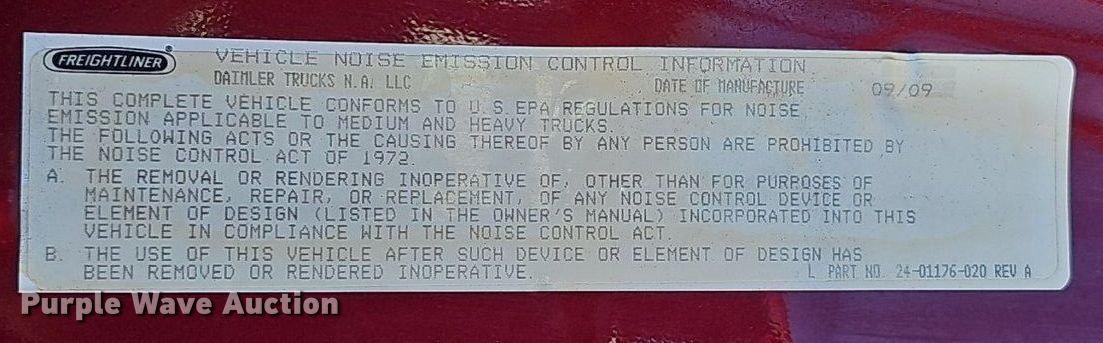 FREIGHTLINER®
VEHICLE NOISE EMISSION CONTROL INFORMATION
DAIMLER TRUCKS N.A. LLC DATE OF MANUFACTURE 09/09
THIS COMPLETE VEHICLE CONFORMS TO U.S.EPA REGULATIONS FOR NOISE
EMISSION APPLICABLE TO MEDIUM AND HEAVY TRUCKS.
THE FOLLOWING ACTS OR THE CAUSING THEREOF BY ANY PERSON ARE PROHIBITED BY
THE NOISE CONTROL ACT OF 1972.
A. THE REMOVAL OR RENDERING INOPERATIVE OF, OTHER THAN FOR PURPOSES OF
MAINTENANCE, REPAIR, OR REPLACEMENT, OF ANY NOISE CONTROL DEVICE OR
ELEMENT OF DESIGN (LISTED IN THE OWNER'S MANUAL) INCORPORATED INTO THIS
VEHICLE IN COMPLIANCE WITH THE NOISE CONTROL ACT.
B. THE USE OF THIS VEHICLE AFTER SUCH DEVICE OR ELEMENT OF DESIGN HAS
BEEN REMOVED OR RENDERED INOPERATIVE. L PART NO. 24-01176-020 REV A
Purple Wave Auction